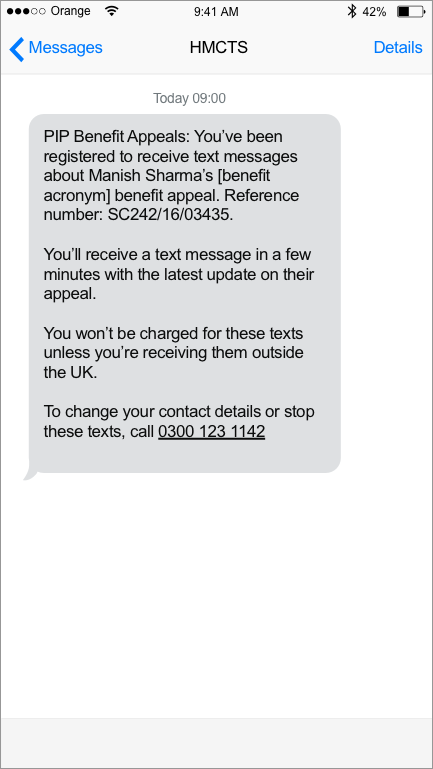 Orange 9:41 AM 42%
Messages HMCTS Details
Today 09:00
PIP Benefit Appeals: You’ve been
registered to receive text messages
about Manish Sharma’s [benefit
acronym] benefit appeal. Reference
number: SC242/16/03435.
You’ll receive a text message in a few
minutes with the latest update on their
appeal.
You won’t be charged for these texts
unless you’re receiving them outside
the UK.
To change your contact details or stop
these texts, call 0300 123 1142